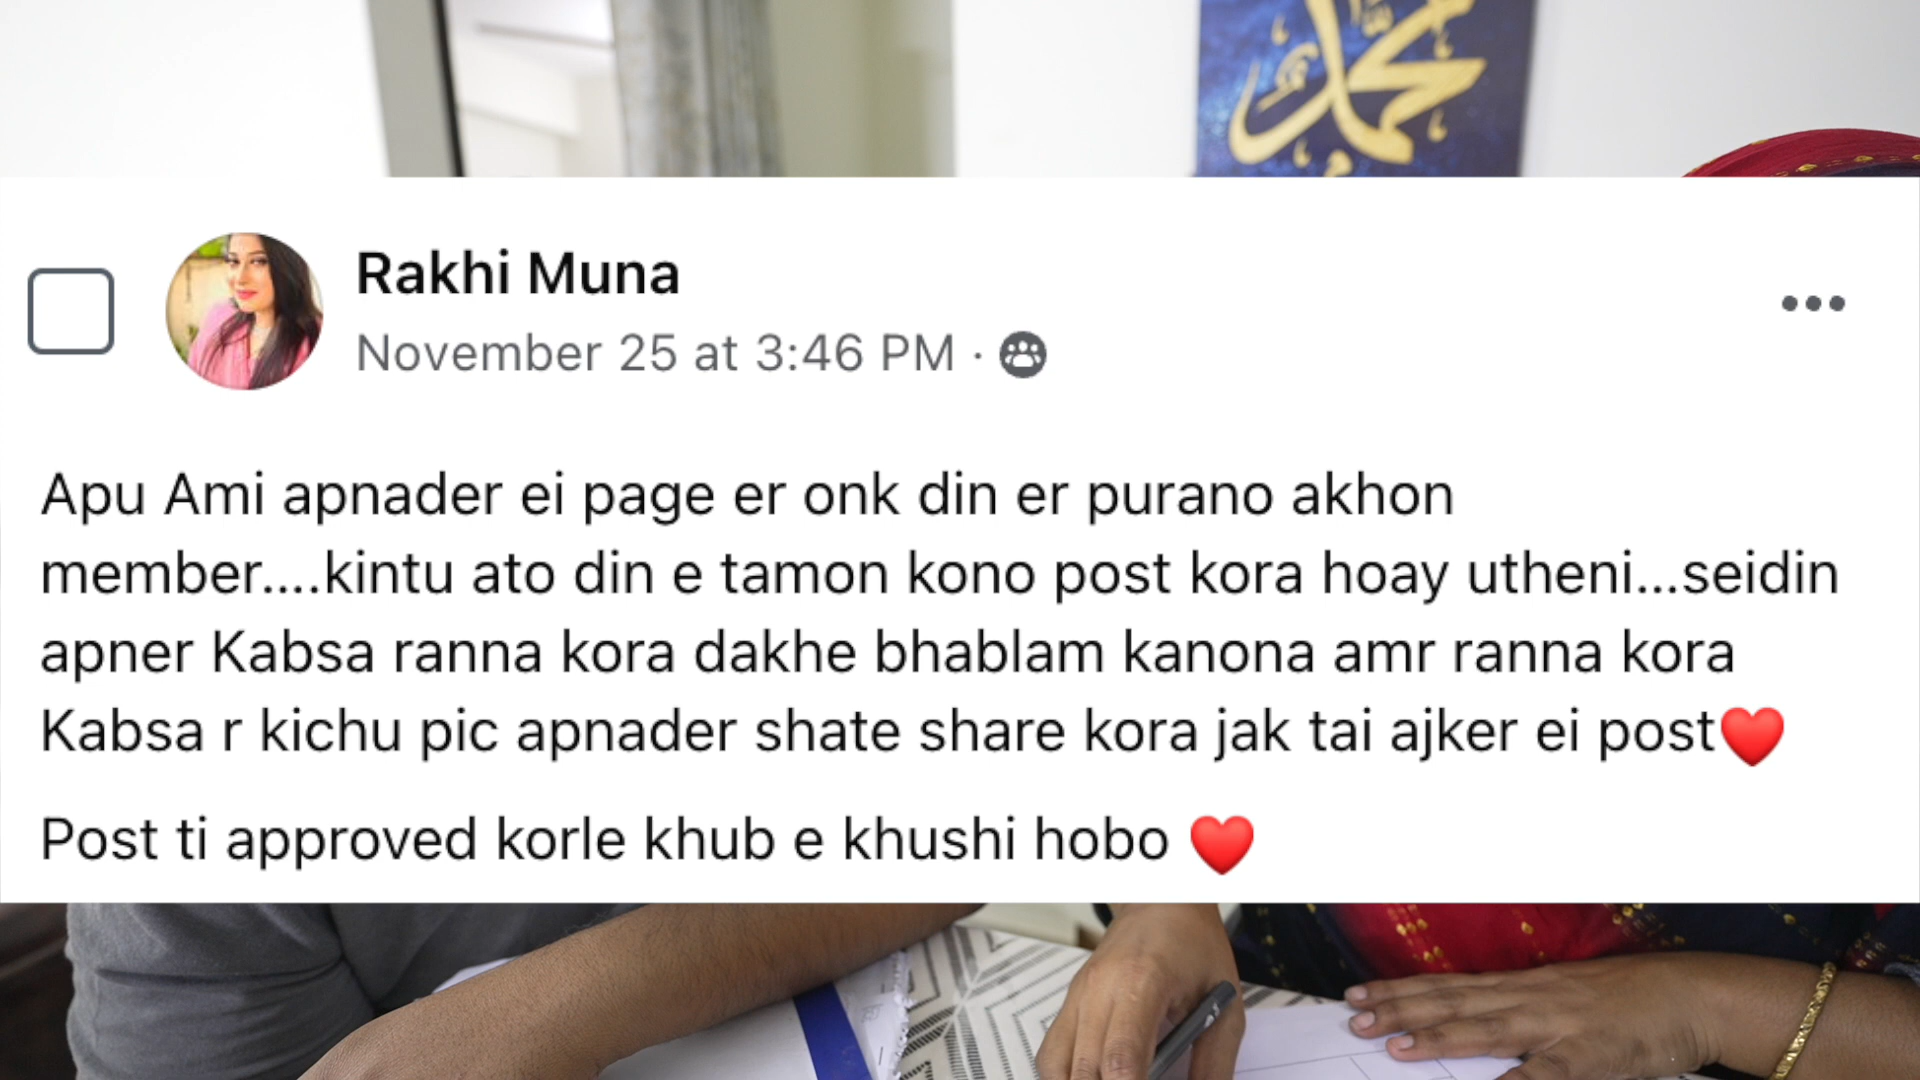 محمد
Rakhi Muna
November 25 at 3:46 PM ·
Apu Ami apnader ei page er onk din er purano akhon
member....kintu ato din e tamon kono post kora hoay utheni...seidin
apner Kabsa ranna kora dakhe bhablam kanona amr ranna kora
Kabsa r kichu pic apnader shate share kora jak tai ajker ei post❤️
Post ti approved korle khub e khushi hobo ❤️